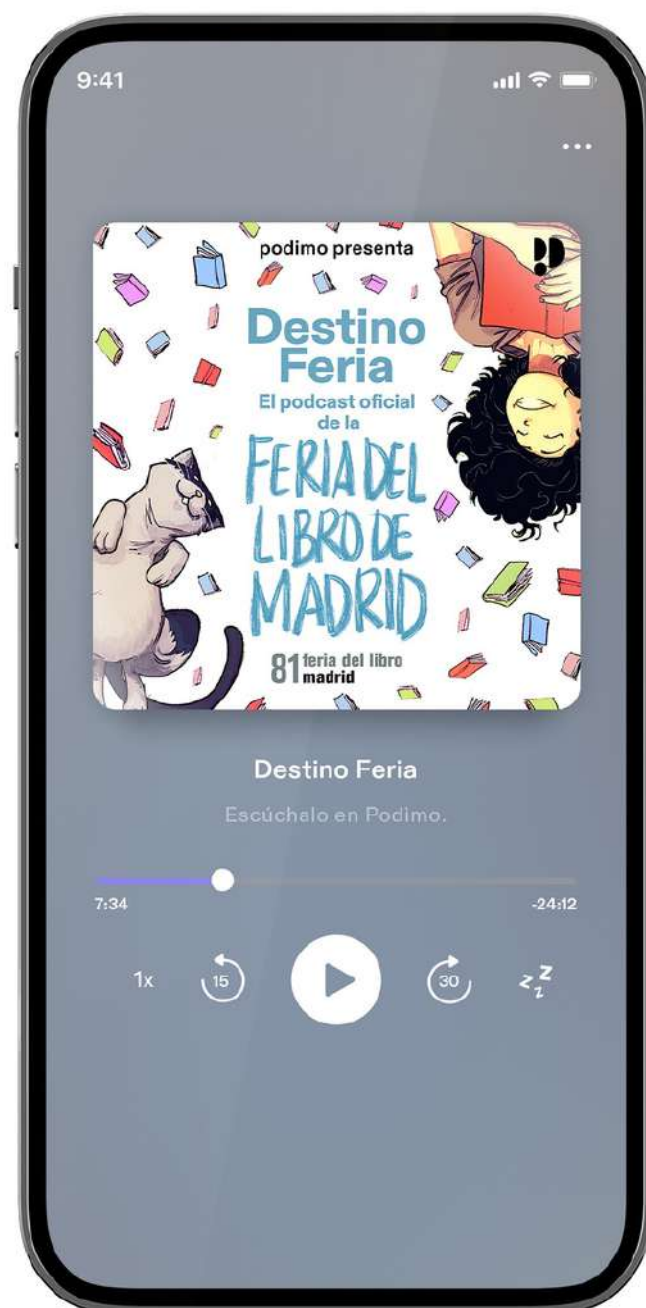 9:41
podimo presenta
Destino
Feria
El podcast oficial
de la
FERIA DEL
LIBRO DE
MADRID
81 feria del libro
madrid
Destino Feria
Escúchalo en Podimo.
7:34 -24:12
1x 15 30 zzz